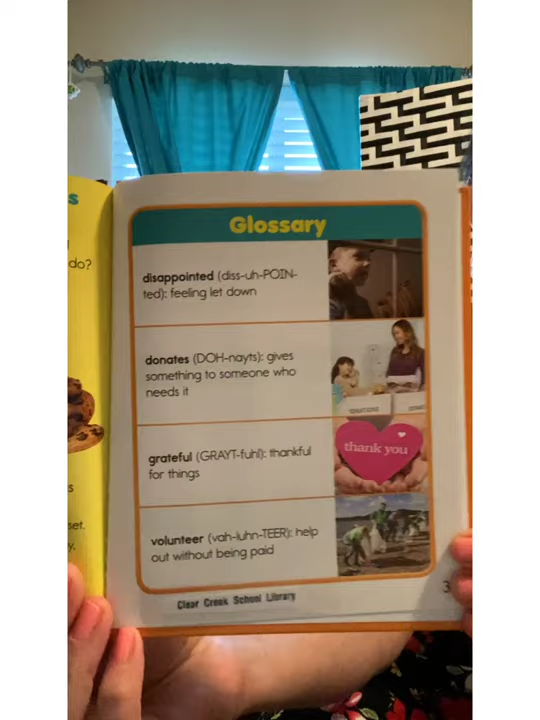 s
do?
s
set.
y.
Glossary
disappointed (diss-uh-POIN-
ted): feeling let down
donates (DOH-nayts): gives
something to someone who
needs it
grateful (GRAYT-fuhl): thankful
for things
thank you
volunteer (vah-luhn-TEER): help
out without being paid
Clear Creek School Library
3